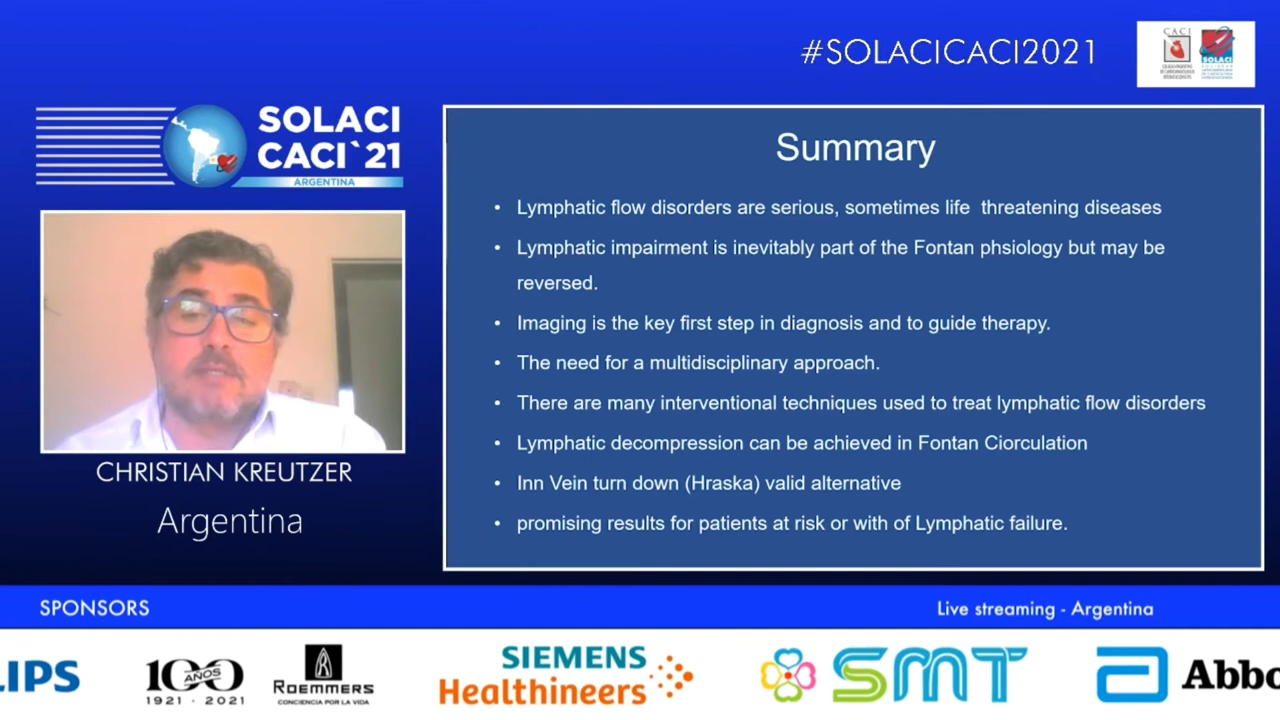 #SOLACICACI2021
CACI
SOLACI
SOLACI
CACI`21
ARGENTINA
CHRISTIAN KREUTZER
Argentina
Summary
• Lymphatic flow disorders are serious, sometimes life threatening diseases
• Lymphatic impairment is inevitably part of the Fontan phsiology but may be
reversed.
• Imaging is the key first step in diagnosis and to guide therapy.
• The need for a multidisciplinary approach.
• There are many interventional techniques used to treat lymphatic flow disorders
• Lymphatic decompression can be achieved in Fontan Ciorculation
• Inn Vein turn down (Hraska) valid alternative
• promising results for patients at risk or with of Lymphatic failure.
SPONSORS
Live streaming - Argentina
LIPS
100
AÑOS
1921 - 2021
ROEMMERS
CONCIENCIA POR LA VIDA
SIEMENS
Healthineers
SMT
Abbo